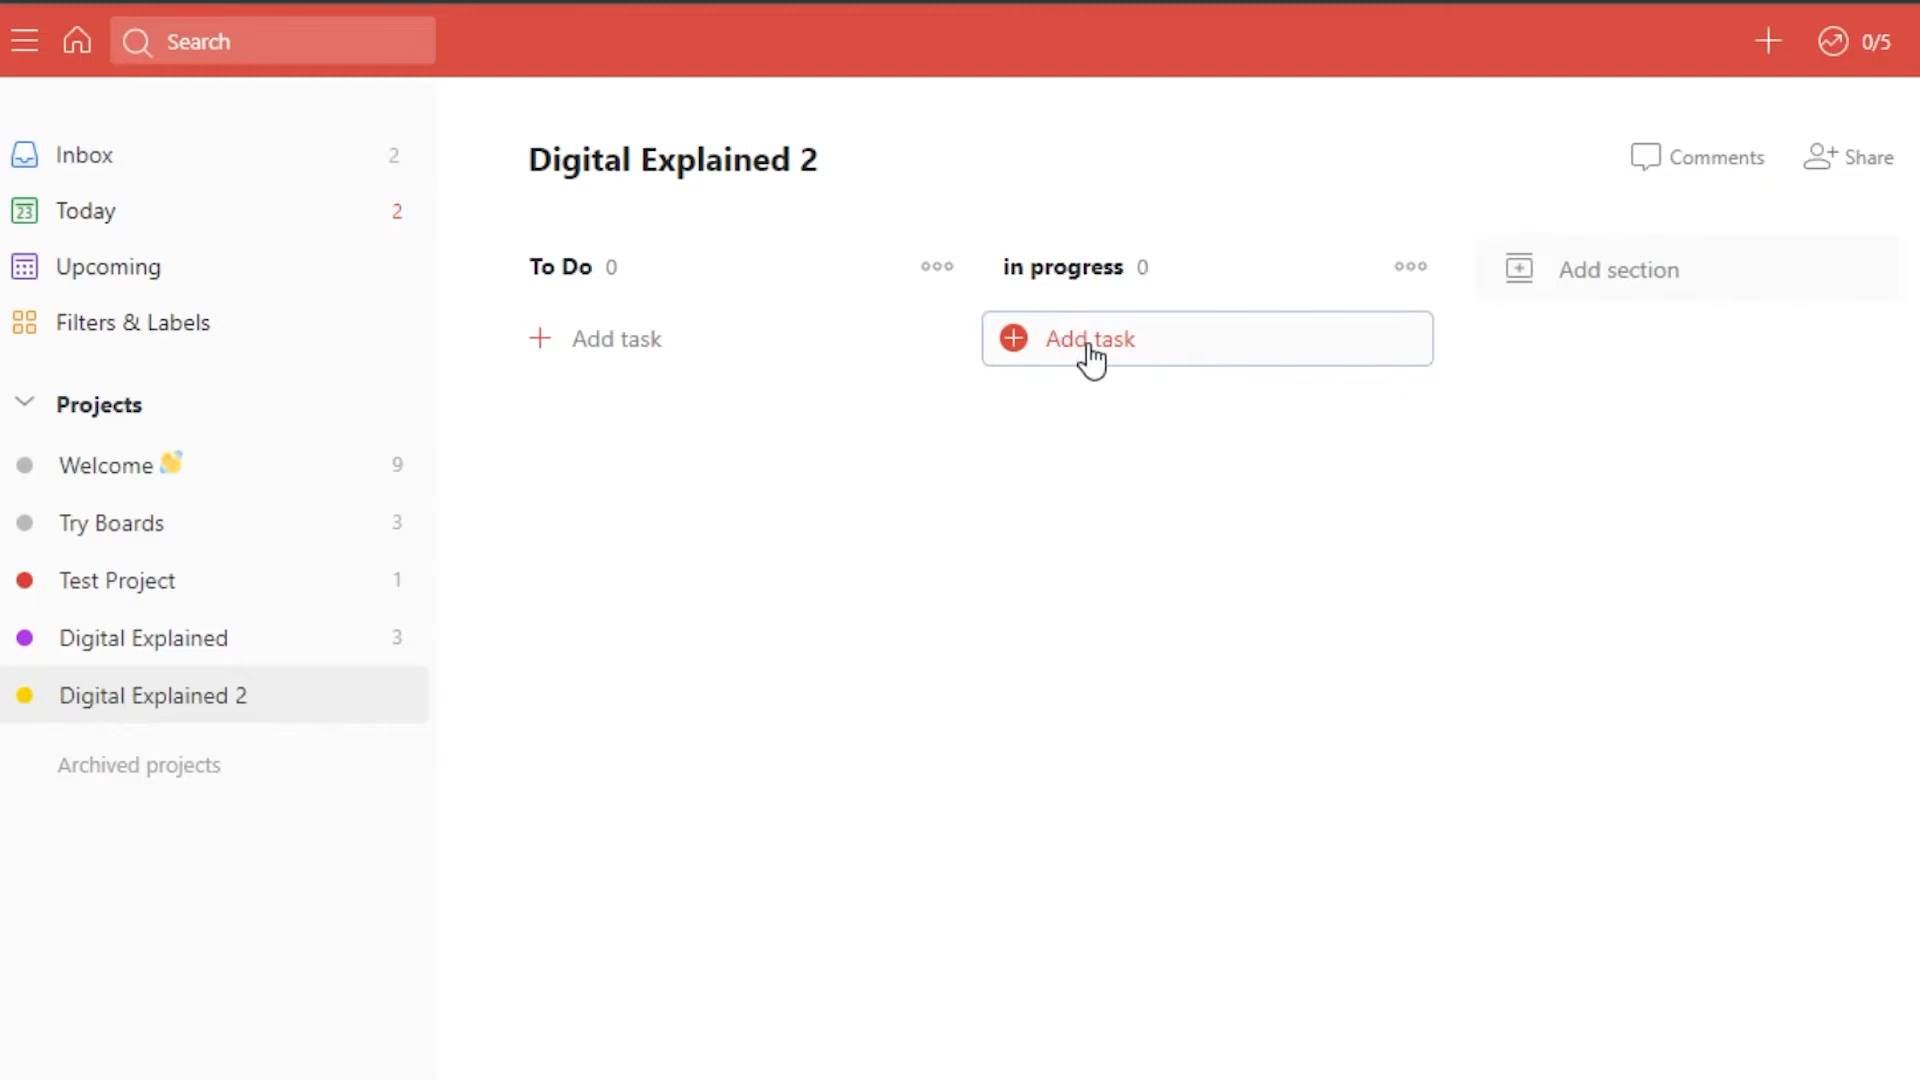 Search
0/5
Inbox 2
23 Today 2
Upcoming
Filters & Labels
Projects
Welcome 👋 9
Try Boards 3
Test Project 1
Digital Explained 3
Digital Explained 2
Archived projects
Digital Explained 2
Comments
Share
To Do 0
Add task
in progress 0
Add task
Add section